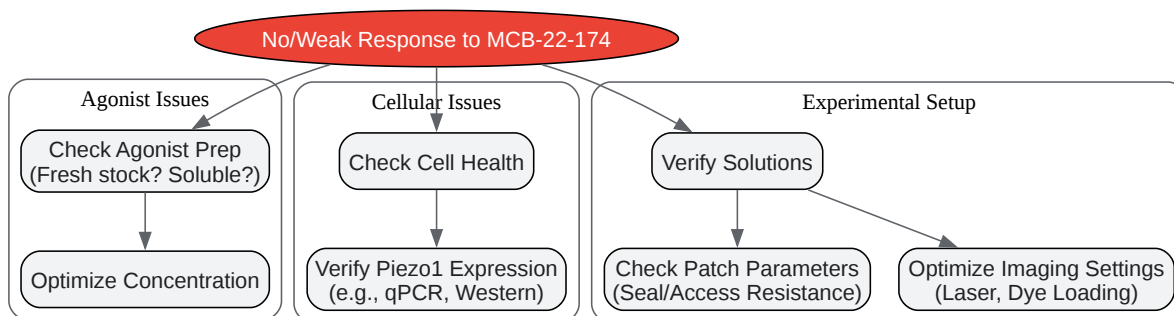 No/Weak Response to MCB-22-174
Agonist Issues
Cellular Issues
Experimental Setup
Check Agonist Prep
(Fresh stock? Soluble?)
Check Cell Health
Verify Solutions
Optimize Concentration
Verify Piezo1 Expression
(e.g., qPCR, Western)
Check Patch Parameters
(Seal/Access Resistance)
Optimize Imaging Settings
(Laser, Dye Loading)